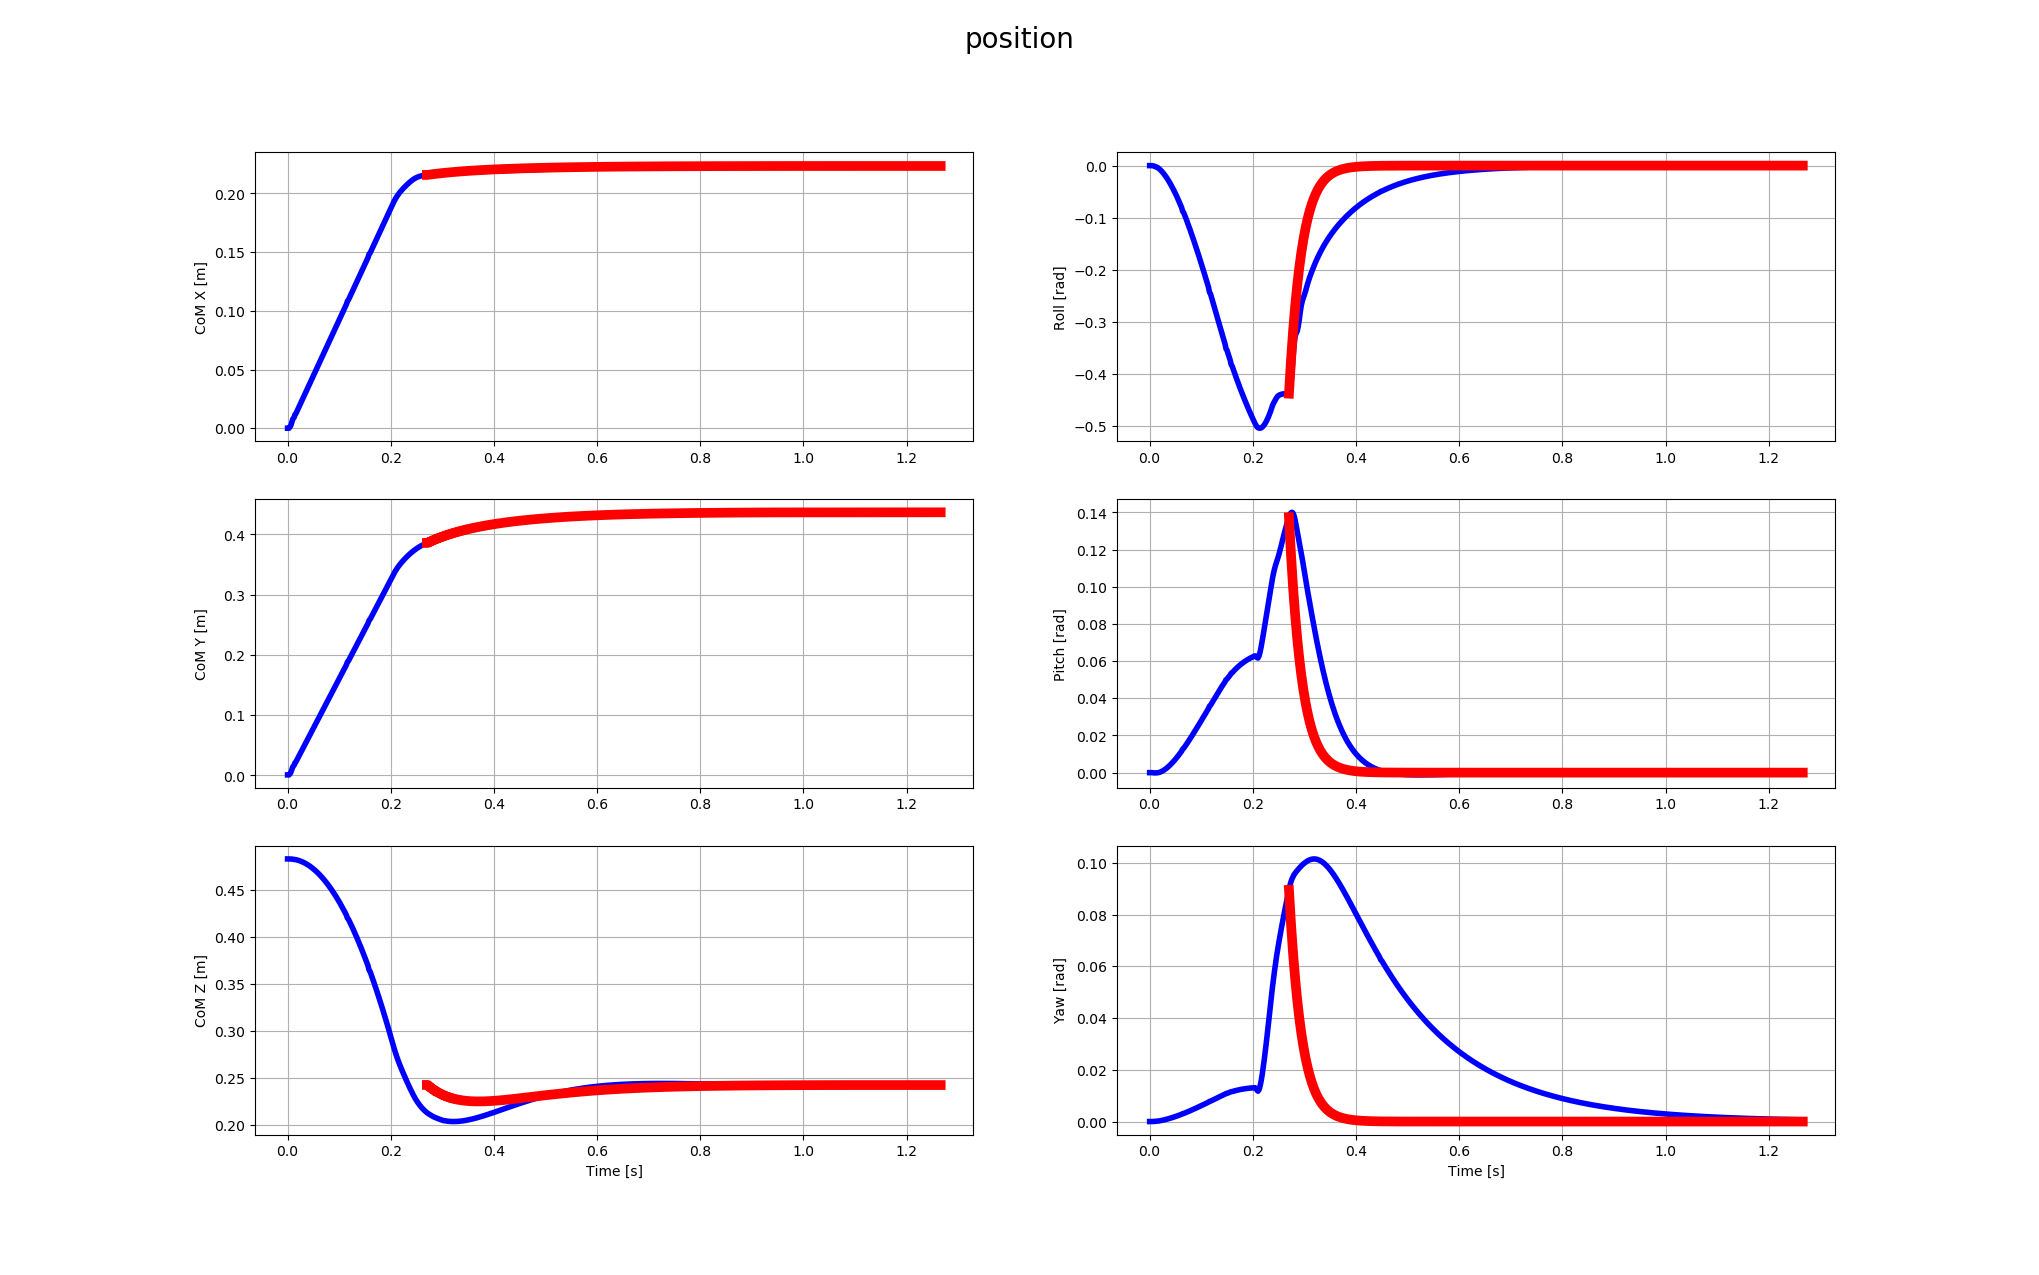 position
CoM X [m]
0.20
0.15
0.10
0.05
0.00
0.0 0.2 0.4 0.6 0.8 1.0 1.2
Roll [rad]
0.0
−0.1
−0.2
−0.3
−0.4
−0.5
0.0 0.2 0.4 0.6 0.8 1.0 1.2
CoM Y [m]
0.4
0.3
0.2
0.1
0.0
0.0 0.2 0.4 0.6 0.8 1.0 1.2
Pitch [rad]
0.14
0.12
0.10
0.08
0.06
0.04
0.02
0.00
0.0 0.2 0.4 0.6 0.8 1.0 1.2
CoM Z [m]
0.45
0.40
0.35
0.30
0.25
0.20
0.0 0.2 0.4 0.6 0.8 1.0 1.2
Time [s]
Yaw [rad]
0.10
0.08
0.06
0.04
0.02
0.00
0.0 0.2 0.4 0.6 0.8 1.0 1.2
Time [s]